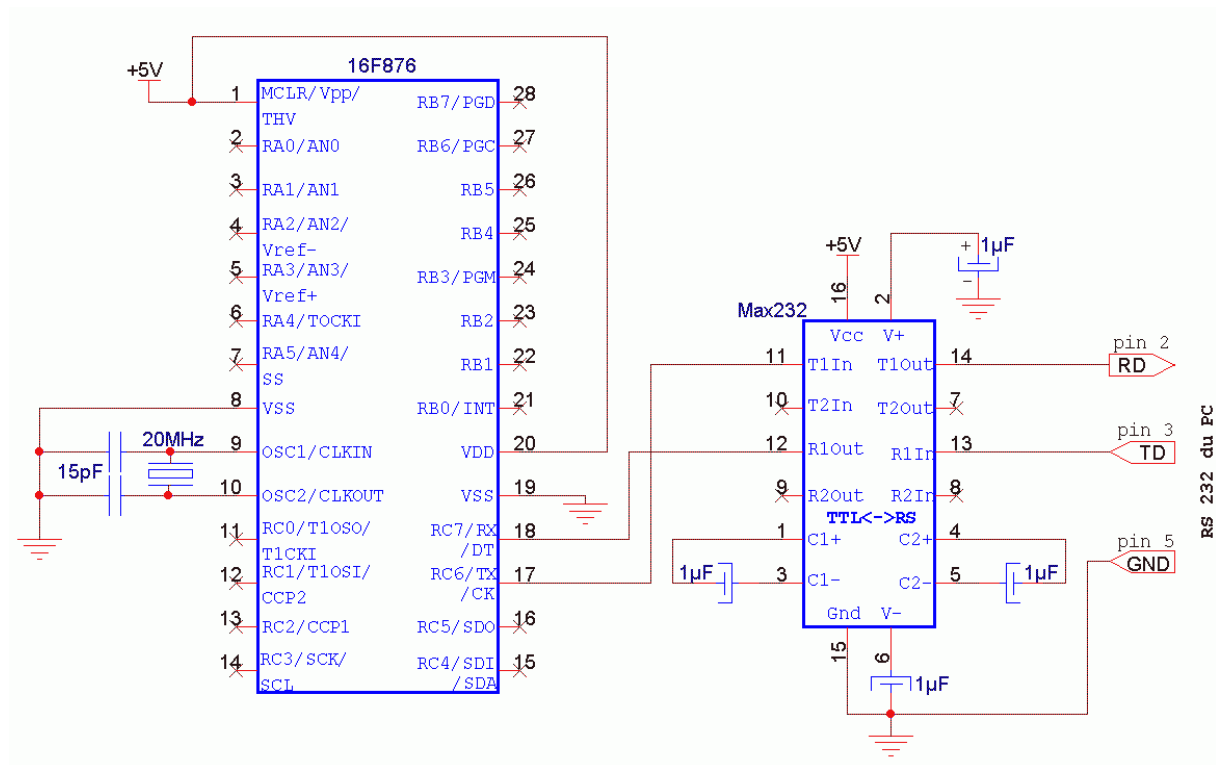 16F876
+5V
1
MCLR/Vpp/
THV
2
RA0/AN0
3
RA1/AN1
4
RA2/AN2/
Vref-
5
RA3/AN3/
Vref+
6
RA4/TOCKI
7
RA5/AN4/
SS
8
VSS
9
OSC1/CLKIN
10
OSC2/CLKOUT
11
RC0/T1OSO/
T1CKI
12
RC1/T1OSI/
CCP2
13
RC2/CCP1
14
RC3/SCK/
SCL
20MHz
15pF
RB7/PGD
28
RB6/PGC
27
RB5
26
RB4
25
RB3/PGM
24
RB2
23
RB1
22
RB0/INT
21
VDD
20
VSS
19
RC7/RX
/DT
18
RC6/TX
/CK
17
RC5/SDO
16
RC4/SDI
/SDA
15
Max232
+5V
16
2
+
1µF
-
Vcc
V+
11
T1In
T1Out
14
10
T2In
T2Out
7
12
R1Out
R1In
13
9
R2Out
R2In
8
TTL<->RS
1
C1+
C2+
4
1µF
3
C1-
C2-
5
1µF
Gnd
V-
15
6
1µF
pin 2
RD
pin 3
TD
pin 5
GND
RS 232 du PC